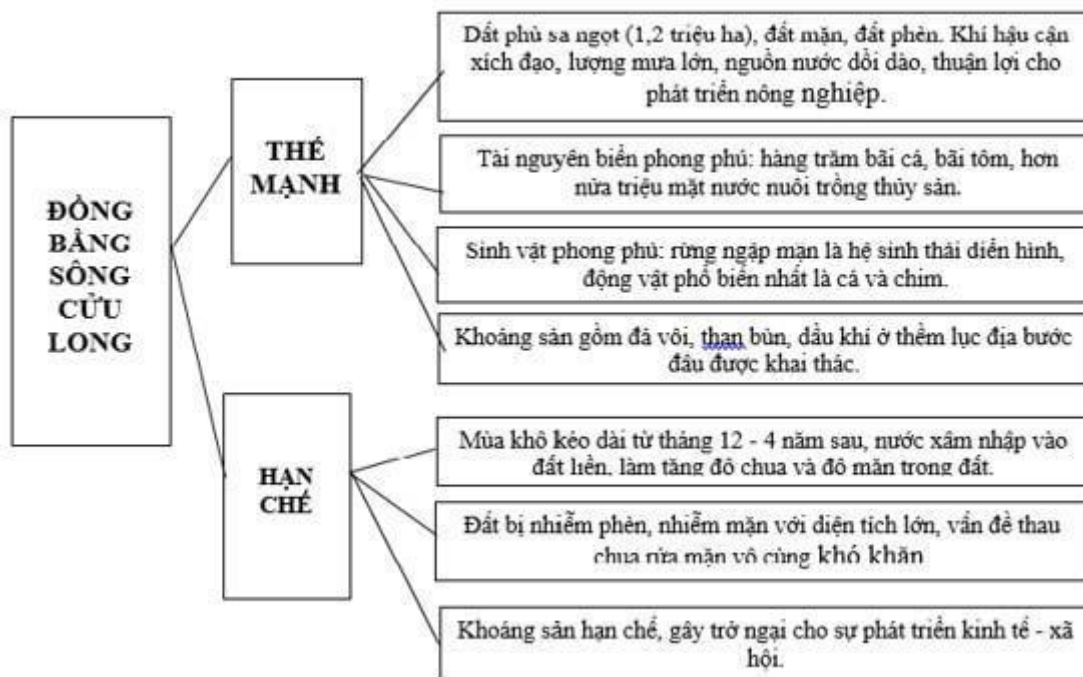 ĐỒNG
BẰNG
SÔNG
CỬU
LONG
THẾ
MẠNH
Dất phù sa ngọt (1,2 triệu ha), đất mặn, đất phèn. Khí hậu cận
xích đạo, lượng mưa lớn, nguồn nước dồi dào, thuận lợi cho
phát triển nông nghiệp.
Tài nguyên biển phong phú: hàng trăm bãi cá, bãi tôm, hơn
nửa triệu mặt nước nuôi trồng thủy sản.
Sinh vật phong phú: rừng ngập mặn là hệ sinh thái diển hình,
động vật phổ biến nhất là cá và chim.
Khoáng sản gồm đá vôi, than bùn, dầu khí ở thềm lục địa bước
đầu được khai thác.
HẠN
CHẾ
Mùa khô kéo dài từ tháng 12 - 4 năm sau, nước xâm nhập vào
đất liền, làm tăng độ chua và độ mặn trong đất.
Đất bị nhiễm phèn, nhiễm mặn với diện tích lớn, vấn đề thau
chua rửa mặn vô cùng khó khăn
Khoáng sản hạn chế, gây trở ngại cho sự phát triển kinh tế - xã
hội.